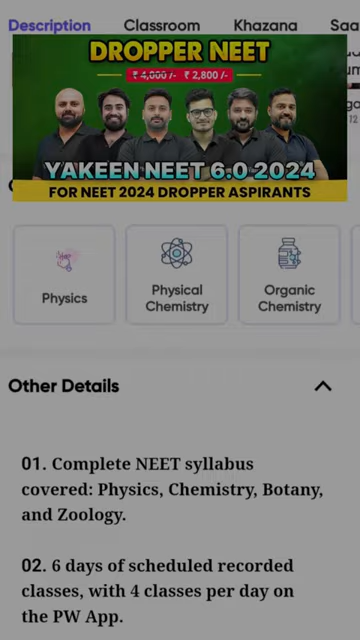 Description Classroom Khazana Saa
DROPPER NEET
₹ 4,000 /- ₹ 2,800 /-
YAKEEN NEET 6.0 2024
FOR NEET 2024 DROPPER ASPIRANTS
Physics
Physical
Chemistry
Organic
Chemistry
Other Details
01. Complete NEET syllabus
covered: Physics, Chemistry, Botany,
and Zoology.
02. 6 days of scheduled recorded
classes, with 4 classes per day on
the PW App.